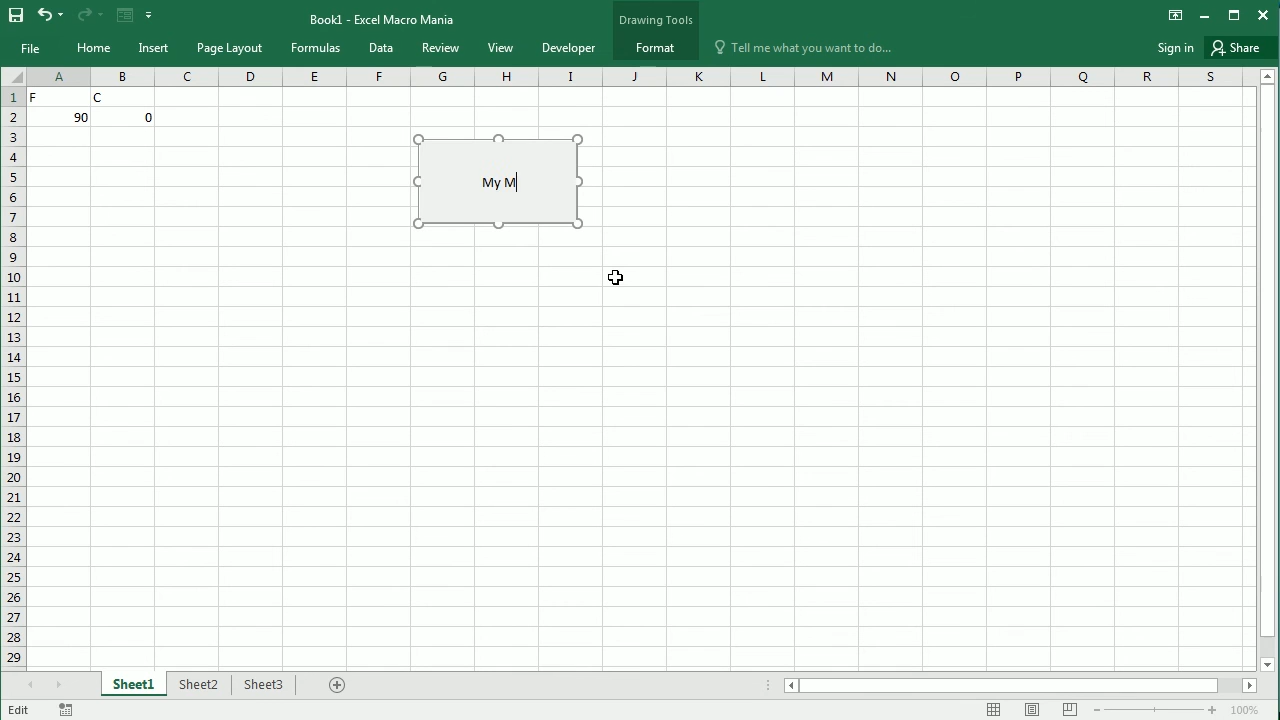 Book1 - Excel Macro Mania
Drawing Tools
File Home Insert Page Layout Formulas Data Review View Developer Format Tell me what you want to do... Sign in Share
A B C D E F G H I J K L M N O P Q R S
1 F C
2 90 0
3
4
5 My M
6
7
8
9
10
11
12
13
14
15
16
17
18
19
20
21
22
23
24
25
26
27
28
29
Sheet1 Sheet2 Sheet3
Edit 100%